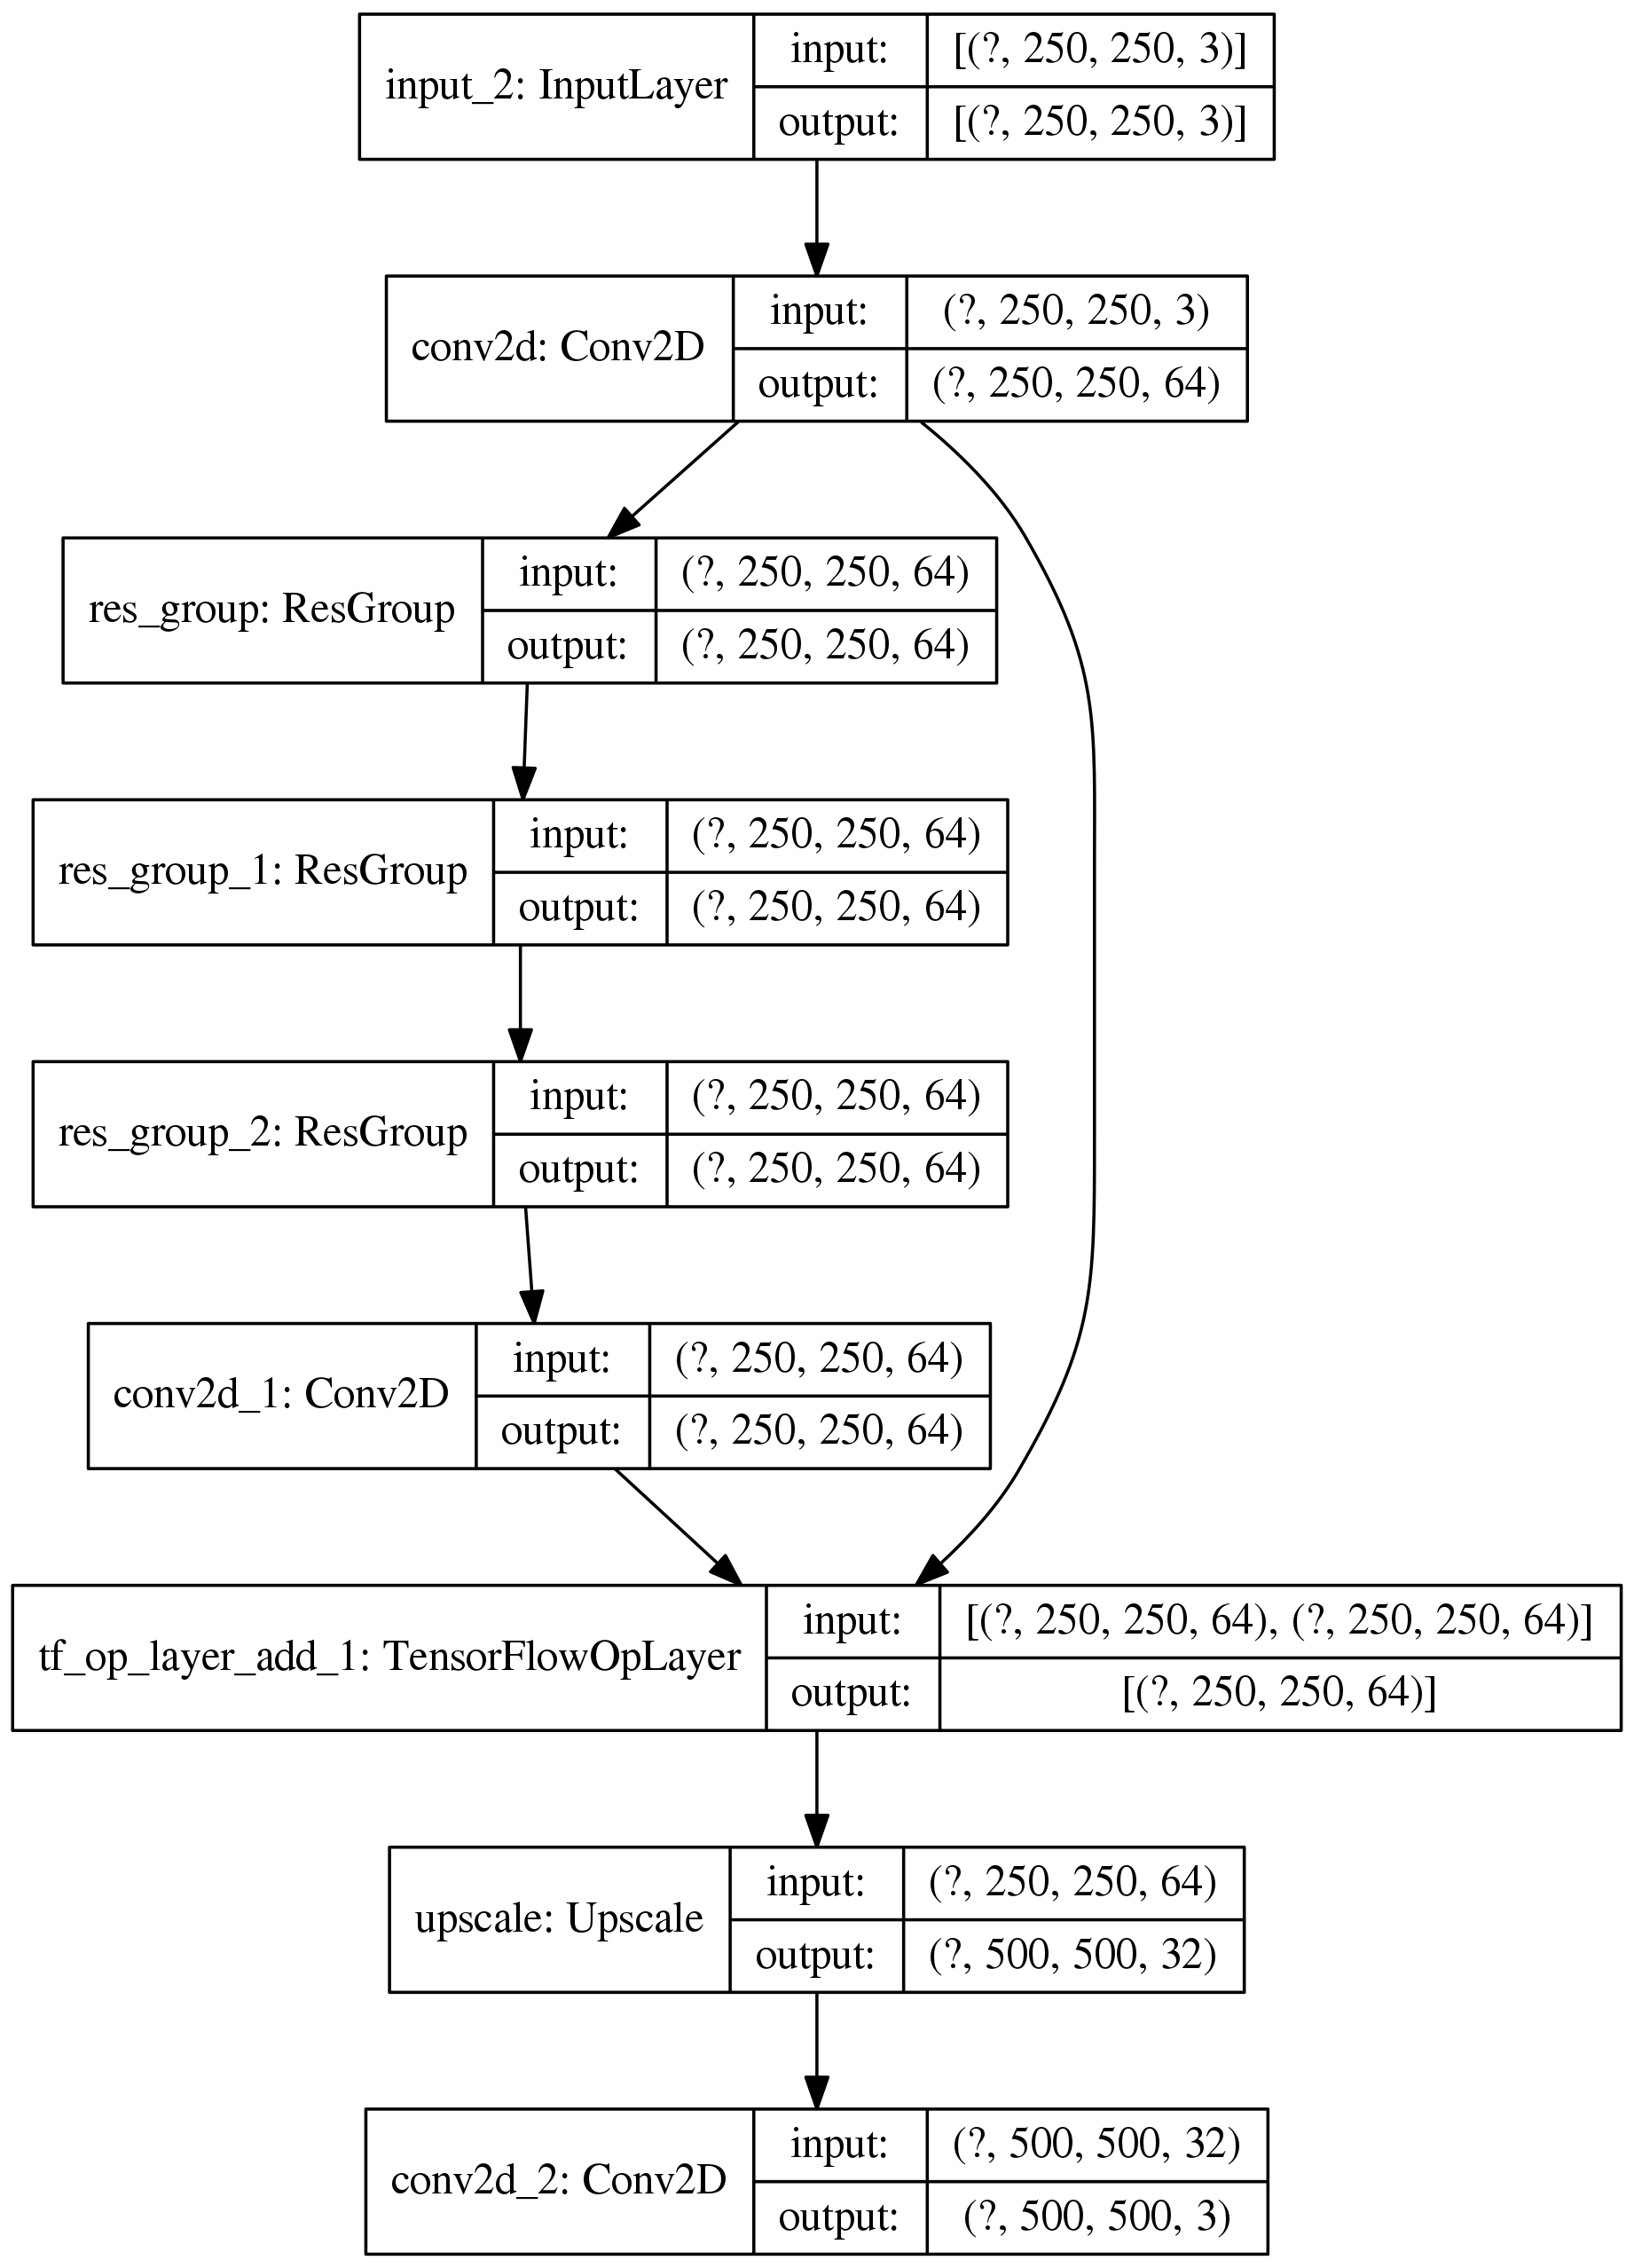 input_2: InputLayer
input: [(?, 250, 250, 3)]
output: [(?, 250, 250, 3)]
conv2d: Conv2D
input: (?, 250, 250, 3)
output: (?, 250, 250, 64)
res_group: ResGroup
input: (?, 250, 250, 64)
output: (?, 250, 250, 64)
res_group_1: ResGroup
input: (?, 250, 250, 64)
output: (?, 250, 250, 64)
res_group_2: ResGroup
input: (?, 250, 250, 64)
output: (?, 250, 250, 64)
conv2d_1: Conv2D
input: (?, 250, 250, 64)
output: (?, 250, 250, 64)
tf_op_layer_add_1: TensorFlowOpLayer
input: [(?, 250, 250, 64), (?, 250, 250, 64)]
output: [(?, 250, 250, 64)]
upscale: Upscale
input: (?, 250, 250, 64)
output: (?, 500, 500, 32)
conv2d_2: Conv2D
input: (?, 500, 500, 32)
output: (?, 500, 500, 3)